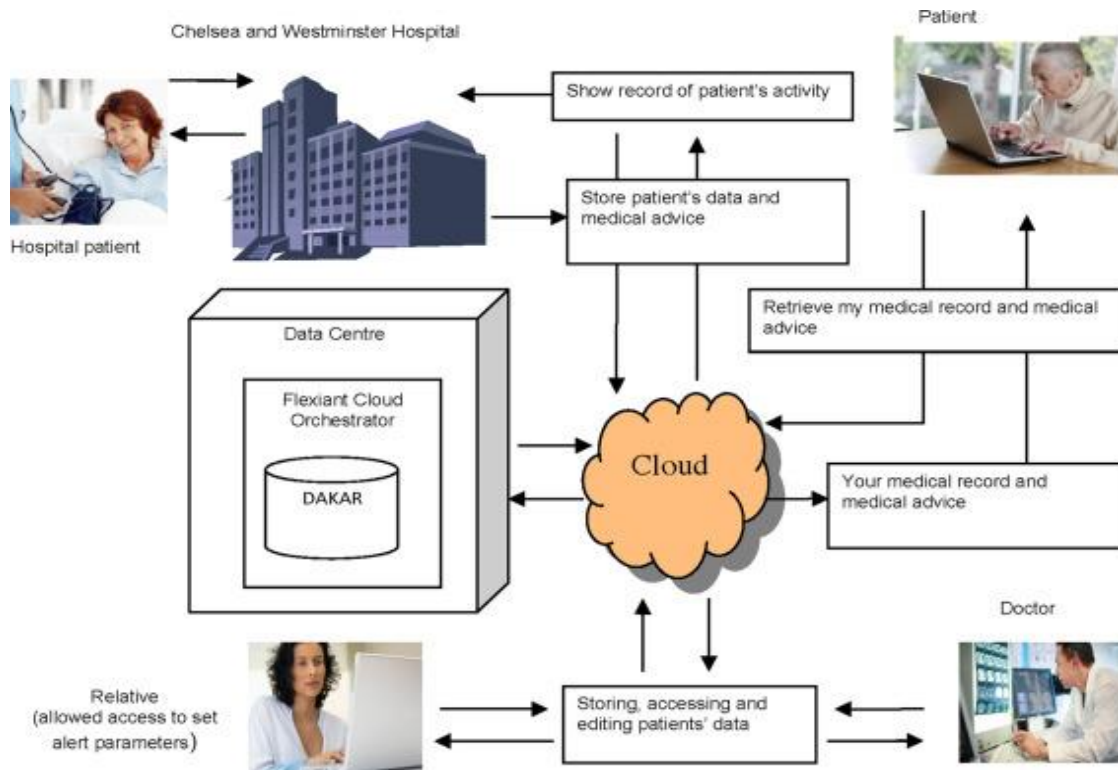 Chelsea and Westminster Hospital
Patient
Show record of patient's activity
Store patient's data and
medical advice
Hospital patient
Retrieve my medical record and medical
advice
Data Centre
Flexiant Cloud
Orchestrator
DAKAR
Cloud
Your medical record and
medical advice
Doctor
Relative
(allowed access to set
alert parameters)
Storing, accessing and
editing patients' data